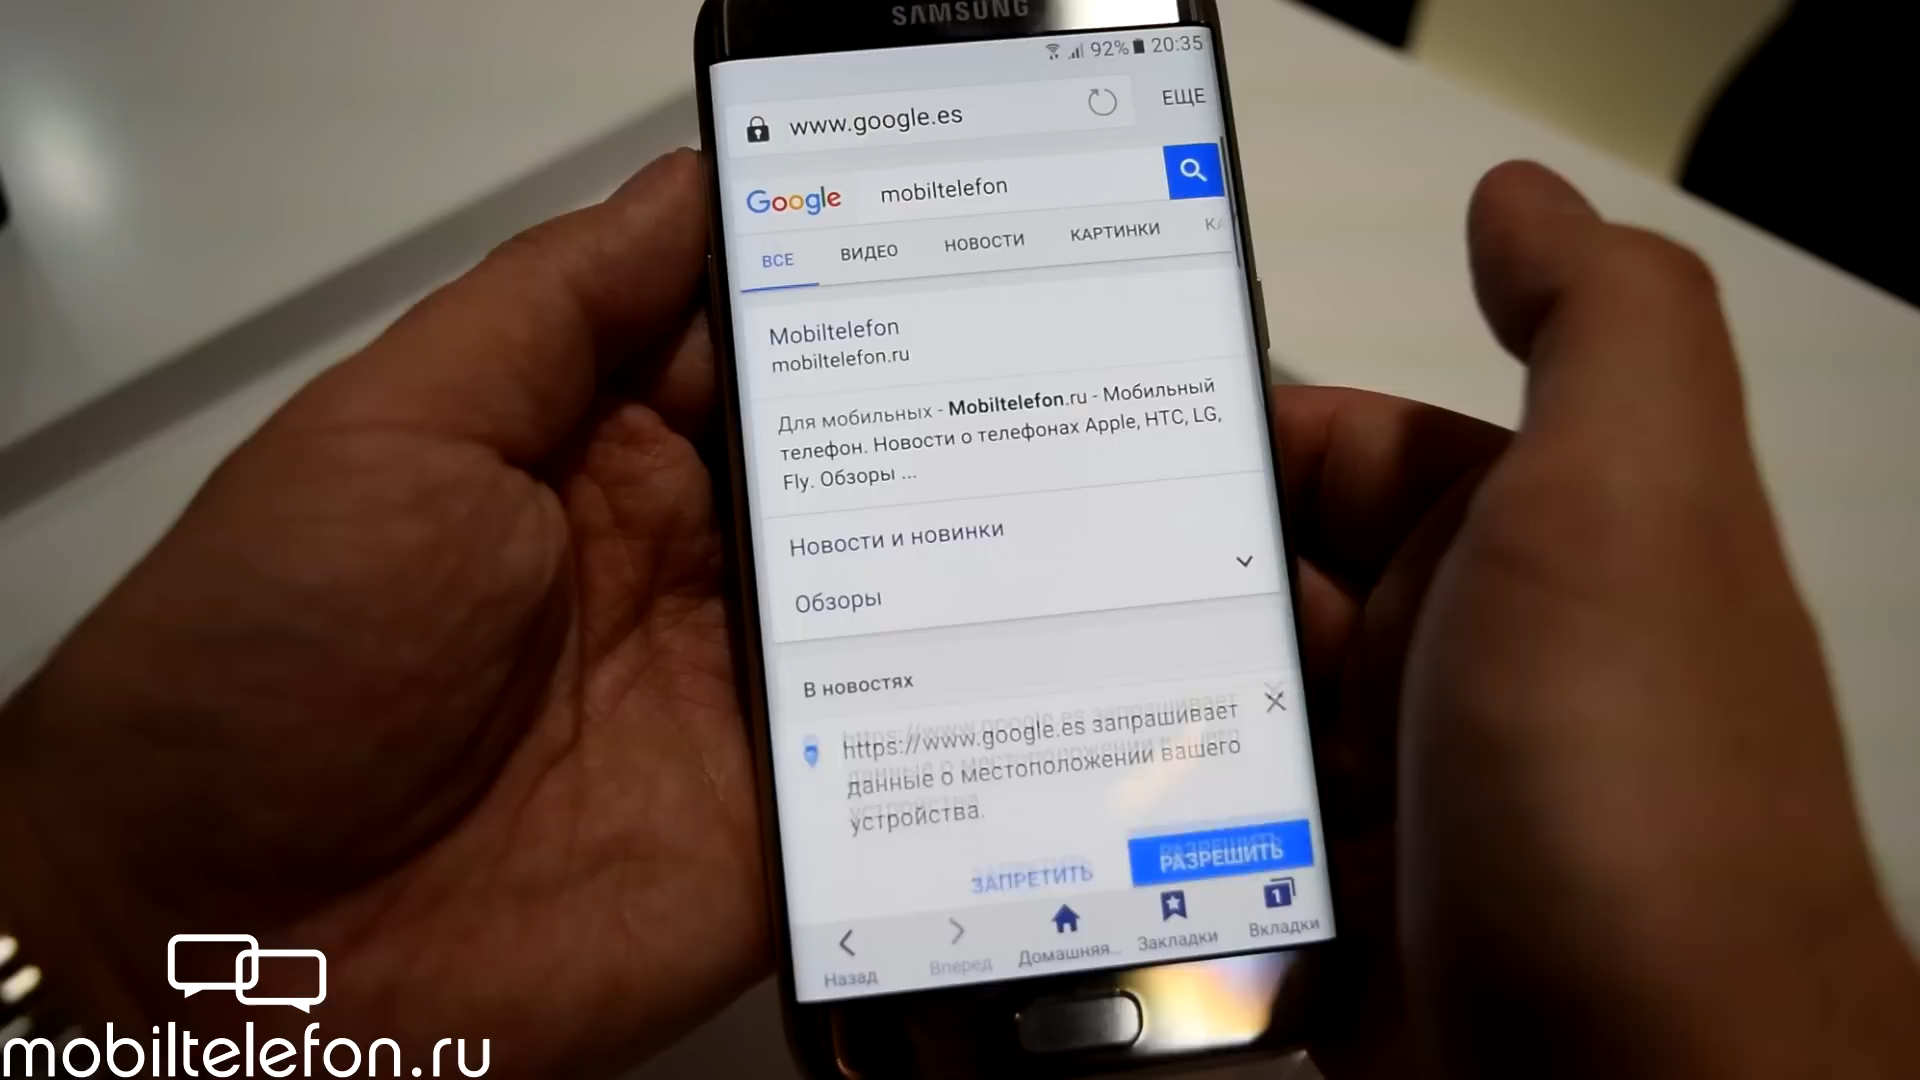 SAMSUNG
92% 20:35
www.google.es
ЕЩЕ
Google
mobiltelefon
ВСЕ ВИДЕО НОВОСТИ КАРТИНКИ КА
Mobiltelefon
mobiltelefon.ru
Для мобильных - Mobiltelefon.ru - Мобильный
телефон. Новости о телефонах Apple, HTC, LG,
Fly. Обзоры ...
Новости и новинки
Обзоры
В новостях
https://www.google.es запрашивает
данные о местоположении вашего
устройства.
ЗАПРЕТИТЬ РАЗРЕШИТЬ
1
Назад Вперед Домашняя... Закладки Вкладки
mobiltelefon.ru